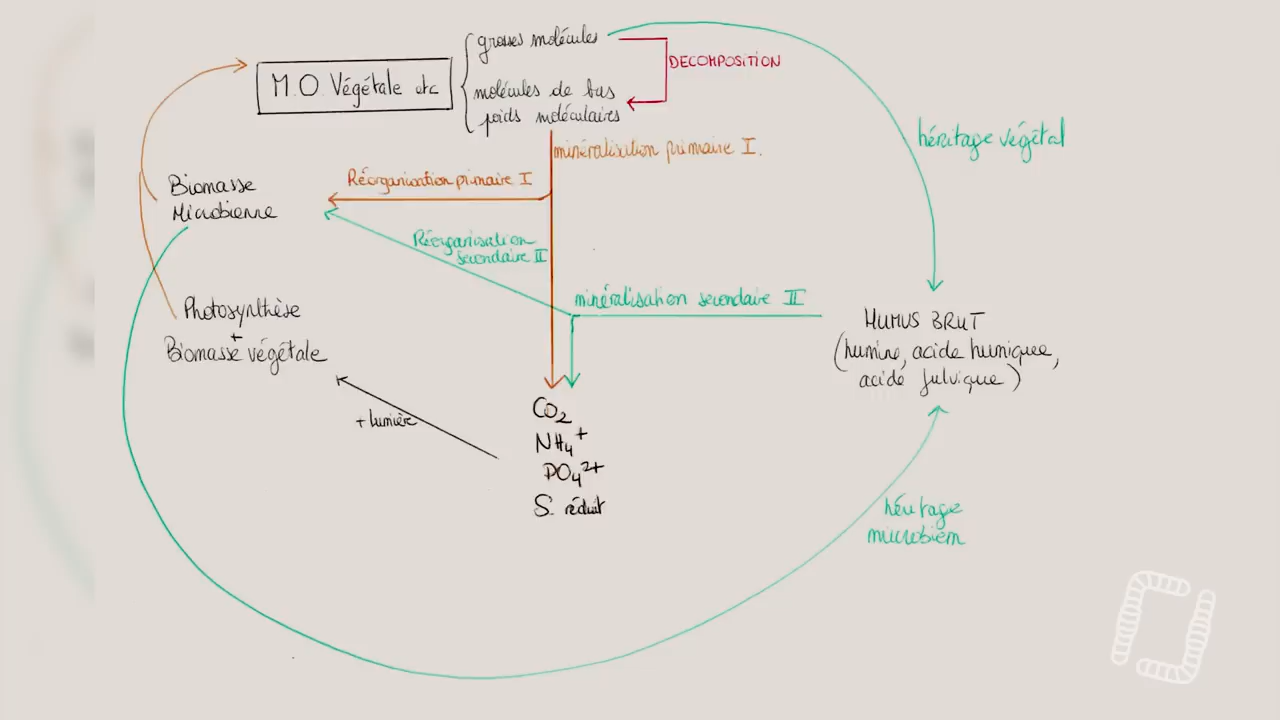 grosses molécules
DECOMPOSITION
M.O. Végétale etc
molécules de bas
poids moléculaires
héritage végétal
minéralisation primaire I.
Réorganisation primaire I
Biomasse
Microbienne
Réorganisation
secondaire II
minéralisation secondaire II
Photosynthèse
+
Biomasse végétale
HUMUS BRUT
(humine, acide humique,
acide fulvique)
+ lumière
CO2
NH4+
PO4 2+
S. réduit
héritage
microbien